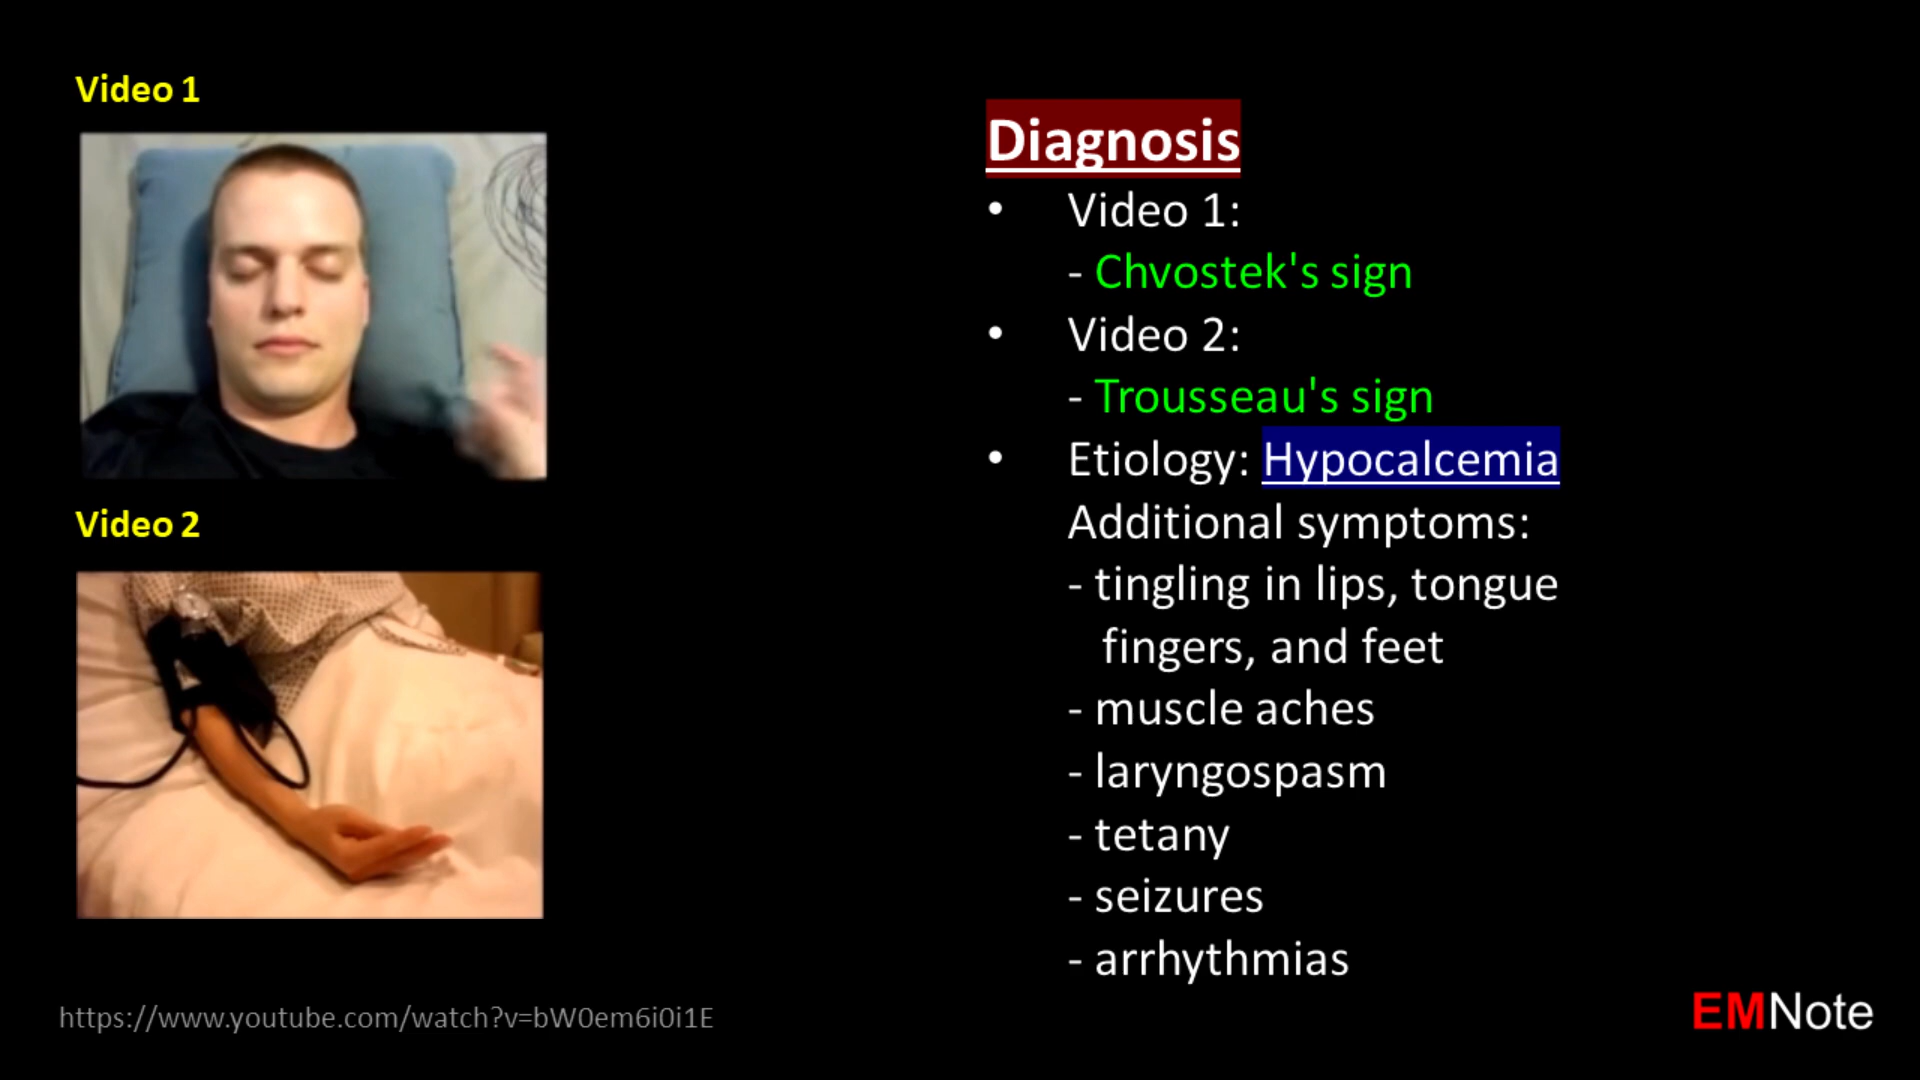 Video 1
Video 2
https://www.youtube.com/watch?v=bW0em6i0i1E
Diagnosis
• Video 1:
- Chvostek's sign
• Video 2:
- Trousseau's sign
• Etiology: Hypocalcemia
Additional symptoms:
- tingling in lips, tongue
fingers, and feet
- muscle aches
- laryngospasm
- tetany
- seizures
- arrhythmias
EMNote